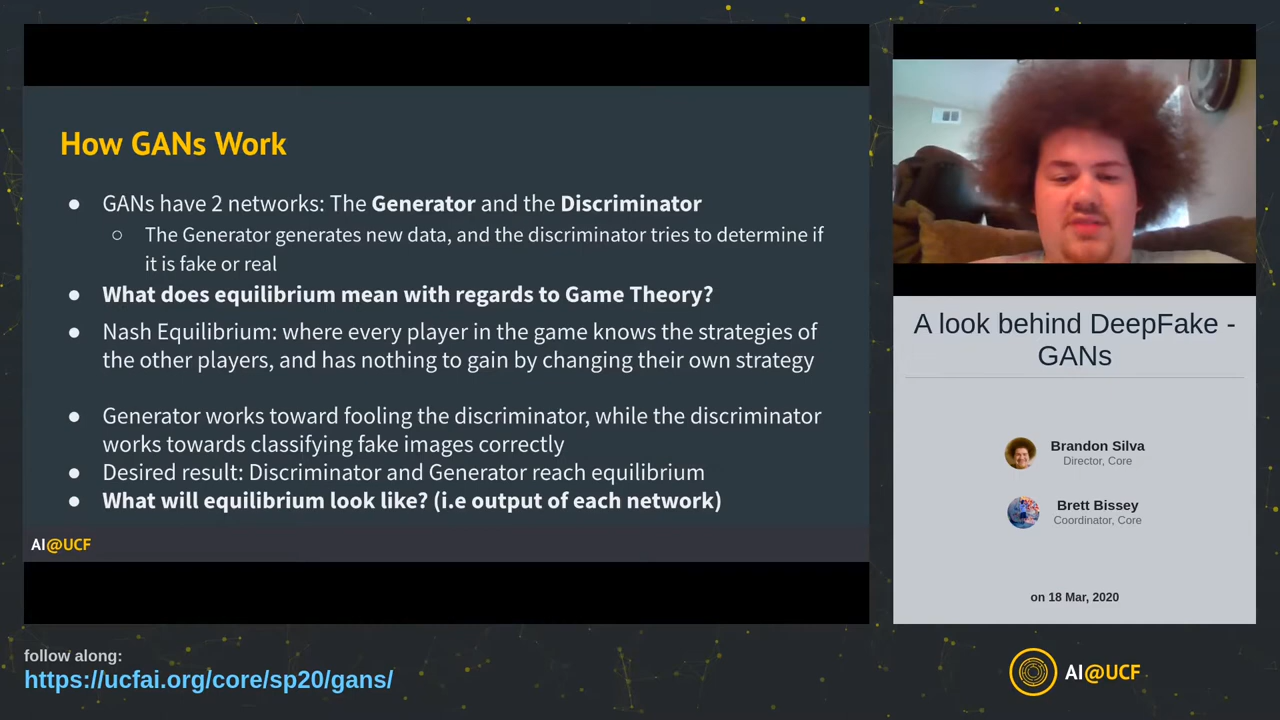 How GANs Work
● GANs have 2 networks: The Generator and the Discriminator
○ The Generator generates new data, and the discriminator tries to determine if
it is fake or real
● What does equilibrium mean with regards to Game Theory?
● Nash Equilibrium: where every player in the game knows the strategies of
the other players, and has nothing to gain by changing their own strategy
● Generator works toward fooling the discriminator, while the discriminator
works towards classifying fake images correctly
● Desired result: Discriminator and Generator reach equilibrium
● What will equilibrium look like? (i.e output of each network)
AI@UCF
A look behind DeepFake -
GANs
Brandon Silva
Director, Core
Brett Bissey
Coordinator, Core
on 18 Mar, 2020
follow along:
https://ucfai.org/core/sp20/gans/
AI@UCF